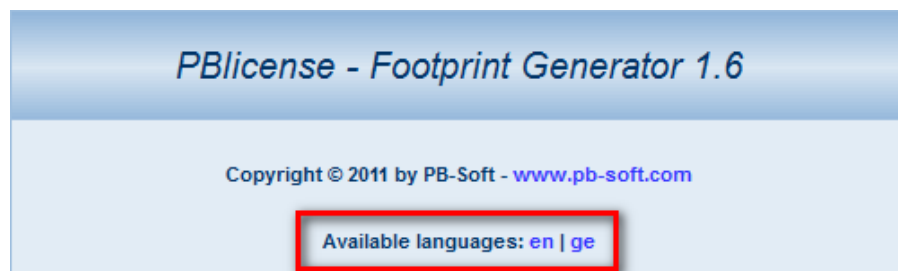 PBlicense - Footprint Generator 1.6
Copyright © 2011 by PB-Soft - www.pb-soft.com
Available languages: en | ge